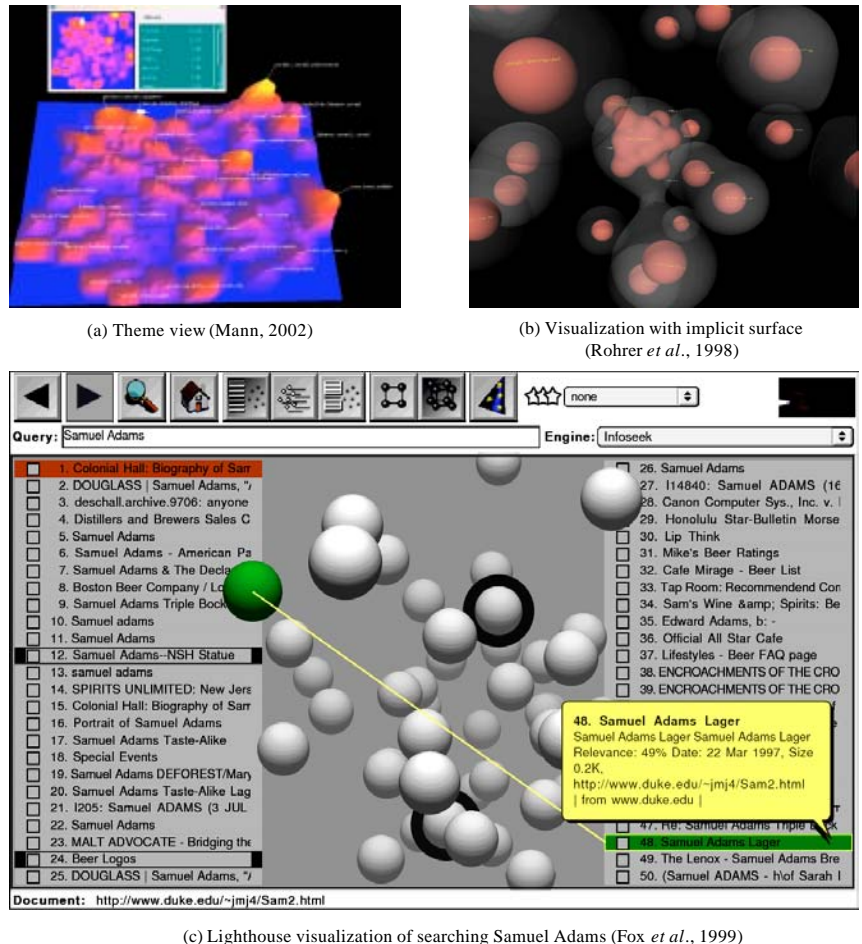 (a) Theme view (Mann, 2002)
(b) Visualization with implicit surface
(Rohrer et al., 1998)
none
Query: Samuel Adams
Engine: Infoseek
1. Colonial Hall: Biography of Sam
2. DOUGLASS | Samuel Adams, "/
3. deschall.archive.9706: anyone
4. Distillers and Brewers Sales C
5. Samuel Adams
6. Samuel Adams - American Pa
7. Samuel Adams & The Decla
8. Boston Beer Company / Lo
9. Samuel Adams Triple Bock
10. Samuel adams
11. Samuel Adams
12. Samuel Adams--NSH Statue
13. samuel adams
14. SPIRITS UNLIMITED: New Jers
15. Colonial Hall: Biography of Sam
16. Portrait of Samuel Adams
17. Samuel Adams Taste-Alike
18. Special Events
19. Samuel Adams DEFOREST/Mary
20. Samuel Adams Taste-Alike Lag
21. I205: Samuel ADAMS (3 JUL
22. Samuel Adams
23. MALT ADVOCATE - Bridging the
24. Beer Logos
25. DOUGLASS | Samuel Adams, "/
26. Samuel Adams
27. I14840: Samuel ADAMS (16
28. Canon Computer Sys., Inc. v.
29. Honolulu Star-Bulletin Morse
30. Lip Think
31. Mike's Beer Ratings
32. Cafe Mirage - Beer List
33. Tap Room: Recommendend Con
34. Sam's Wine &amp; Spirits: Be
35. Edward Adams, b: -
36. Official All Star Cafe
37. Lifestyles - Beer FAQ page
38. ENCROACHMENTS OF THE CRO
39. ENCROACHMENTS OF THE CRO
48. Samuel Adams Lager
Samuel Adams Lager Samuel Adams Lager
Relevance: 49% Date: 22 Mar 1997, Size
0.2K,
http://www.duke.edu/~jmj4/Sam2.html
| from www.duke.edu |
47. Re: Samuel Adams Triple Bock
48. Samuel Adams Lager
49. The Lenox - Samuel Adams Bre
50. (Samuel ADAMS - h\of Sarah I
Document: http://www.duke.edu/~jmj4/Sam2.html
(c) Lighthouse visualization of searching Samuel Adams (Fox et al., 1999)